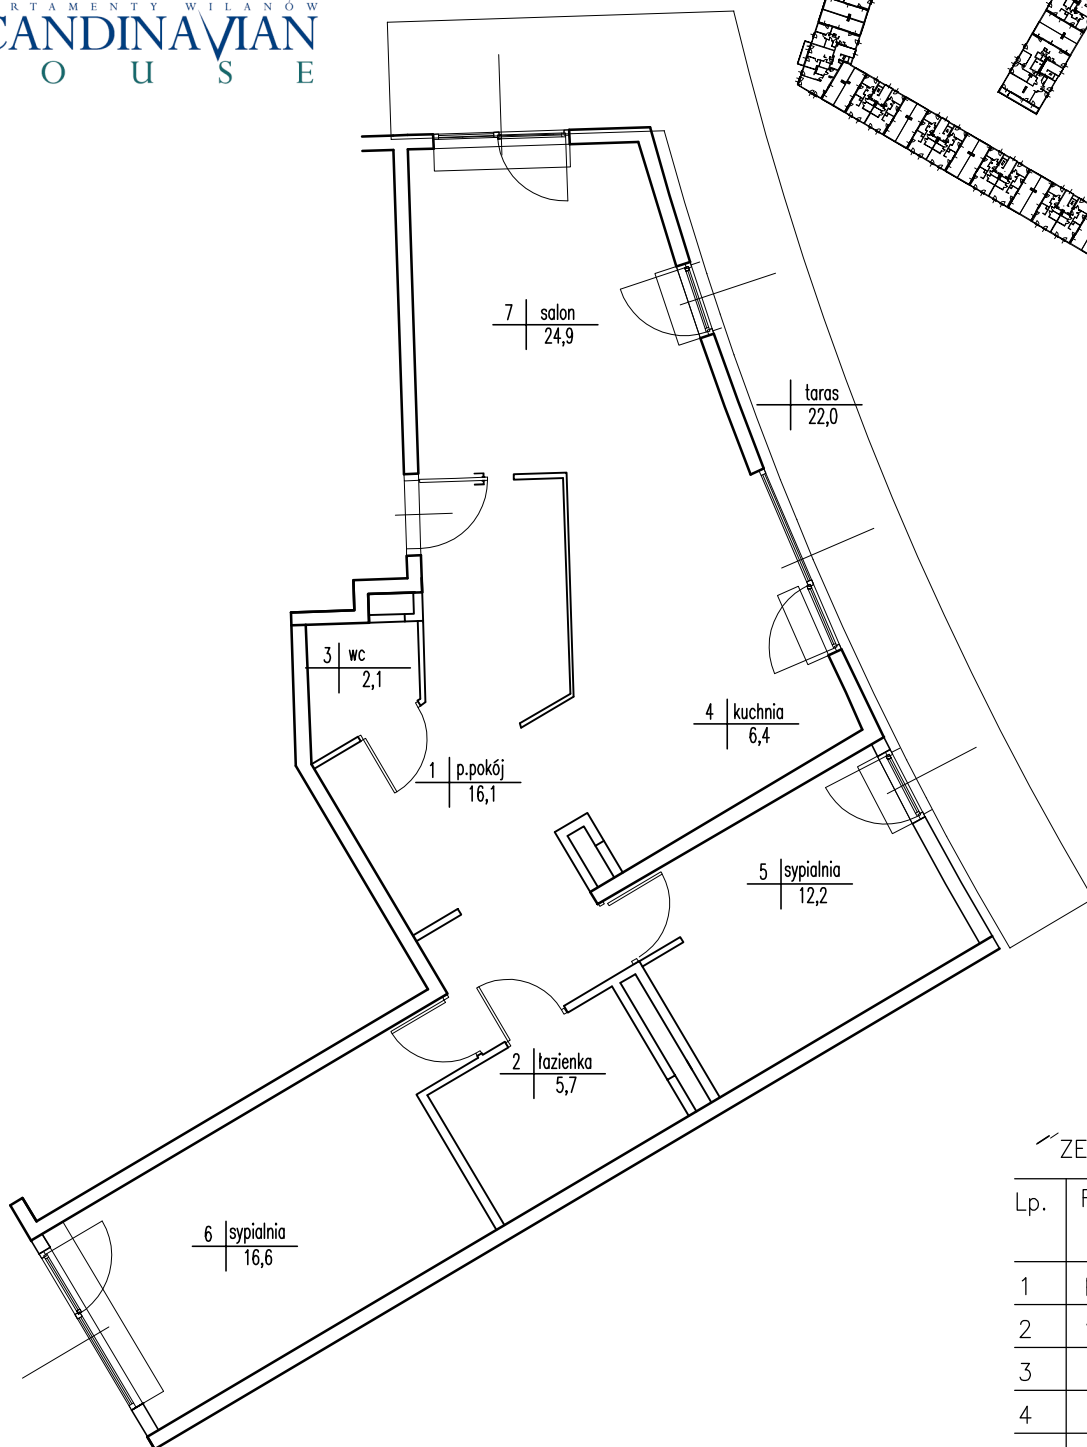 WILANÓW
CANDINAVIAN
O U S E
7 salon
24,9
taras
22,0
3 wc
2,1
4 kuchnia
6,4
1 p.pokój
16,1
5 sypialnia
12,2
2 łazienka
5,7
6 sypialnia
16,6
ZE
Lp.
1
2
3
4